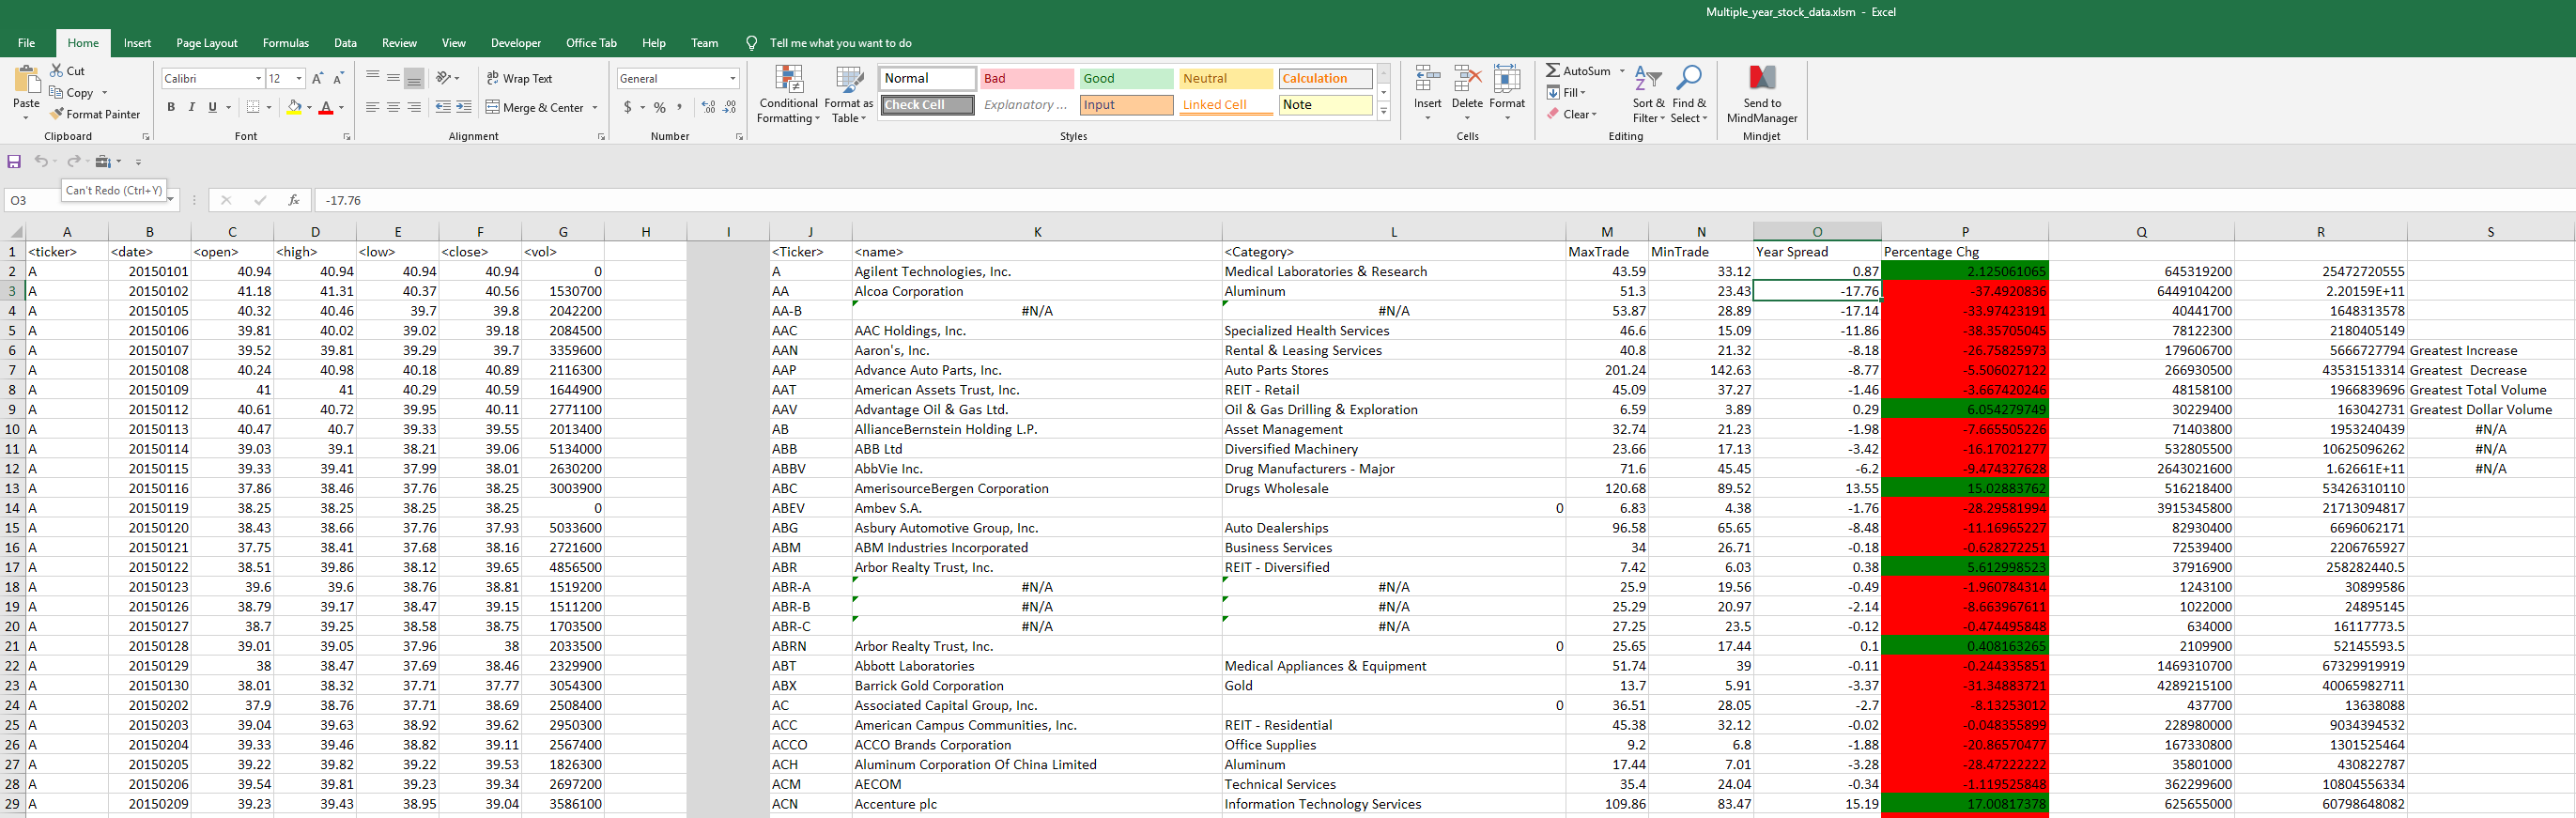 Multiple_year_stock_data.xlsm - Excel
File Home Insert Page Layout Formulas Data Review View Developer Office Tab Help Team Tell me what you want to do
Cut Calibri 12 Wrap Text General Normal Bad Good Neutral Calculation AutoSum
Copy Fill
Paste Format Painter Merge & Center Conditional Formatting Format as Table Check Cell Explanatory ... Input Linked Cell Note Insert Delete Format Clear Sort & Filter Find & Select Send to MindManager
Clipboard Font Alignment Number Styles Cells Editing Mindjet
Can't Redo (Ctrl+Y)
O3 fx -17.76
A B C D E F G H I J K L M N O P Q R S
1 <ticker> <date> <open> <high> <low> <close> <vol> <Ticker> <name> <Category> MaxTrade MinTrade Year Spread Percentage Chg
2 A 20150101 40.94 40.94 40.94 40.94 0 A Agilent Technologies, Inc. Medical Laboratories & Research 43.59 33.12 0.87 2.125061065 645319200 25472720555
3 A 20150102 41.18 41.31 40.37 40.56 1530700 AA Alcoa Corporation Aluminum 51.3 23.43 -17.76 -37.4920836 6449104200 2.20159E+11
4 A 20150105 40.32 40.46 39.7 39.8 2042200 AA-B #N/A #N/A 53.87 28.89 -17.14 -33.97423191 40441700 1648313578
5 A 20150106 39.81 40.02 39.02 39.18 2084500 AAC AAC Holdings, Inc. Specialized Health Services 46.6 15.09 -11.86 -38.35705045 78122300 2180405149
6 A 20150107 39.52 39.81 39.29 39.7 3359600 AAN Aaron's, Inc. Rental & Leasing Services 40.8 21.32 -8.18 -26.75825973 179606700 5666727794 Greatest Increase
7 A 20150108 40.24 40.98 40.18 40.89 2116300 AAP Advance Auto Parts, Inc. Auto Parts Stores 201.24 142.63 -8.77 -5.506027122 266930500 43531513314 Greatest Decrease
8 A 20150109 41 41 40.29 40.59 1644900 AAT American Assets Trust, Inc. REIT - Retail 45.09 37.27 -1.46 -3.667420246 48158100 1966839696 Greatest Total Volume
9 A 20150112 40.61 40.72 39.95 40.11 2771100 AAV Advantage Oil & Gas Ltd. Oil & Gas Drilling & Exploration 6.59 3.89 0.29 6.054279749 30229400 163042731 Greatest Dollar Volume
10 A 20150113 40.47 40.7 39.33 39.55 2013400 AB AllianceBernstein Holding L.P. Asset Management 32.74 21.23 -1.98 -7.665505226 71403800 1953240439 #N/A
11 A 20150114 39.03 39.1 38.21 39.06 5134000 ABB ABB Ltd Diversified Machinery 23.66 17.13 -3.42 -16.17021277 532805500 10625096262 #N/A
12 A 20150115 39.33 39.41 37.99 38.01 2630200 ABBV AbbVie Inc. Drug Manufacturers - Major 71.6 45.45 -6.2 -9.474327628 2643021600 1.62661E+11 #N/A
13 A 20150116 37.86 38.46 37.76 38.25 3003900 ABC AmerisourceBergen Corporation Drugs Wholesale 120.68 89.52 13.55 15.02883762 516218400 53426310110
14 A 20150119 38.25 38.25 38.25 38.25 0 ABEV Ambev S.A. 0 6.83 4.38 -1.76 -28.29581994 3915345800 21713094817
15 A 20150120 38.43 38.66 37.76 37.93 5033600 ABG Asbury Automotive Group, Inc. Auto Dealerships 96.58 65.65 -8.48 -11.16965227 82930400 6696062171
16 A 20150121 37.75 38.41 37.68 38.16 2721600 ABM ABM Industries Incorporated Business Services 34 26.71 -0.18 -0.628272251 72539400 2206765927
17 A 20150122 38.51 39.86 38.12 39.65 4856500 ABR Arbor Realty Trust, Inc. REIT - Diversified 7.42 6.03 0.38 5.612998523 37916900 258282440.5
18 A 20150123 39.6 39.6 38.76 38.81 1519200 ABR-A #N/A #N/A 25.9 19.56 -0.49 -1.960784314 1243100 30899586
19 A 20150126 38.79 39.17 38.47 39.15 1511200 ABR-B #N/A #N/A 25.29 20.97 -2.14 -8.663967611 1022000 24895145
20 A 20150127 38.7 39.25 38.58 38.75 1703500 ABR-C #N/A #N/A 27.25 23.5 -0.12 -0.474495848 634000 16117773.5
21 A 20150128 39.01 39.05 37.96 38 2033500 ABRN Arbor Realty Trust, Inc. 0 25.65 17.44 0.1 0.408163265 2109900 52145593.5
22 A 20150129 38 38.47 37.69 38.46 2329900 ABT Abbott Laboratories Medical Appliances & Equipment 51.74 39 -0.11 -0.244335851 1469310700 67329919919
23 A 20150130 38.01 38.32 37.71 37.77 3054300 ABX Barrick Gold Corporation Gold 13.7 5.91 -3.37 -31.34883721 4289215100 40065982711
24 A 20150202 37.9 38.76 37.71 38.69 2508400 AC Associated Capital Group, Inc. 0 36.51 28.05 -2.7 -8.13253012 437700 13638088
25 A 20150203 39.04 39.63 38.92 39.62 2950300 ACC American Campus Communities, Inc. REIT - Residential 45.38 32.12 -0.02 -0.048355899 228980000 9034394532
26 A 20150204 39.33 39.46 38.82 39.11 2567400 ACCO ACCO Brands Corporation Office Supplies 9.2 6.8 -1.88 -20.86570477 167330800 1301525464
27 A 20150205 39.22 39.82 39.22 39.53 1826300 ACH Aluminum Corporation Of China Limited Aluminum 17.44 7.01 -3.28 -28.47222222 35801000 430822787
28 A 20150206 39.54 39.81 39.23 39.34 2697200 ACM AECOM Technical Services 35.4 24.04 -0.34 -1.119525848 362299600 10804556334
29 A 20150209 39.23 39.43 38.95 39.04 3586100 ACN Accenture plc Information Technology Services 109.86 83.47 15.19 17.00817378 625655000 60798648082